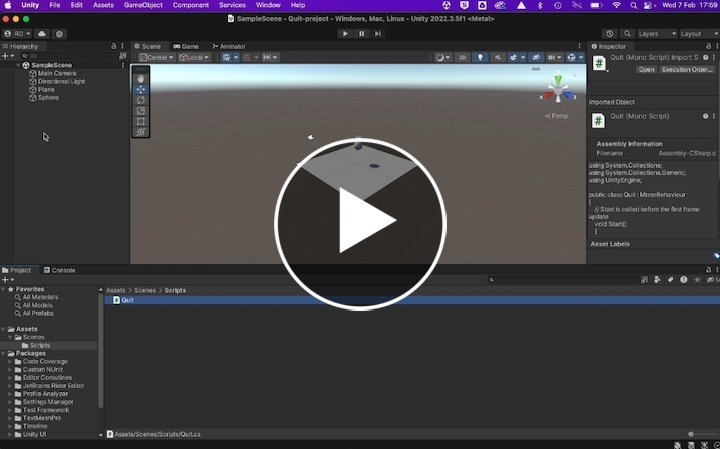 Unity File Edit Assets GameObject Component Services Window Help Wed 7 Feb 17:59
SampleScene - Quit-project - Windows, Mac, Linux - Unity 2022.3.5f1 <Metal>
RD Layers Layout
Hierarchy Scene Game Animator Inspector
All Center Local 2D Quit (Mono Script) Import S
SampleScene
Main Camera
Directional Light
Plane
Sphere
Open Execution Order...
Persp
Imported Object
Quit (Mono Script)
Assembly Information
Filename Assembly-CSharp.d
using System.Collections;
using System.Collections.Generic;
using UnityEngine;
public class Quit : MonoBehaviour
{
// Start is called before the first frame
update
void Start()
{
Asset Labels
Project Console
Favorites
All Materials
All Models
All Prefabs
Assets
Scenes
Scripts
Packages
Code Coverage
Custom NUnit
Editor Coroutines
JetBrains Rider Editor
Profile Analyzer
Settings Manager
Test Framework
TextMeshPro
Timeline
Unity UI
Assets > Scenes > Scripts
Quit
Assets/Scenes/Scripts/Quit.cs